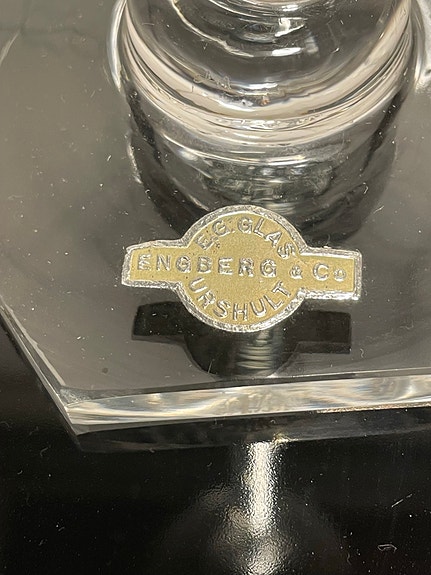 E.G. GLAS
ENGBERG & Co
URSHULT